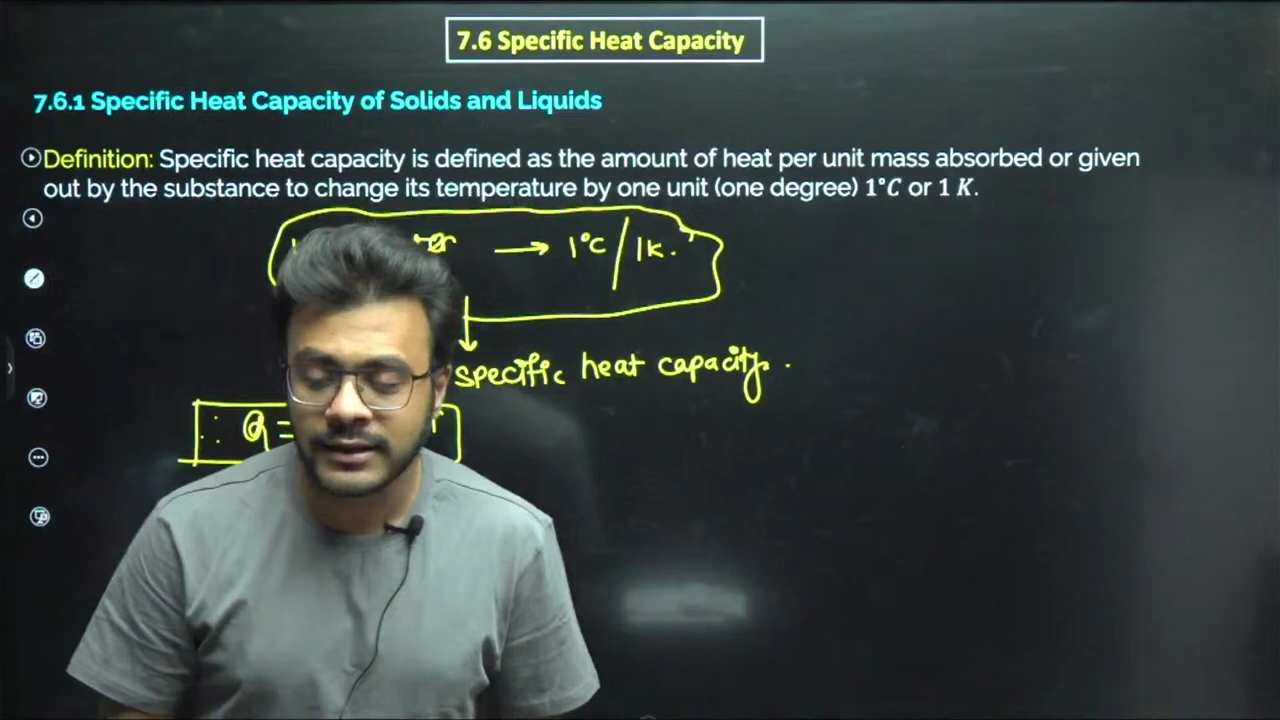 7.6 Specific Heat Capacity
7.6.1 Specific Heat Capacity of Solids and Liquids
Definition: Specific heat capacity is defined as the amount of heat per unit mass absorbed or given
out by the substance to change its temperature by one unit (one degree) 1°C or 1 K.
→ 1°C / 1K.
specific heat capacity.
∴ Q =